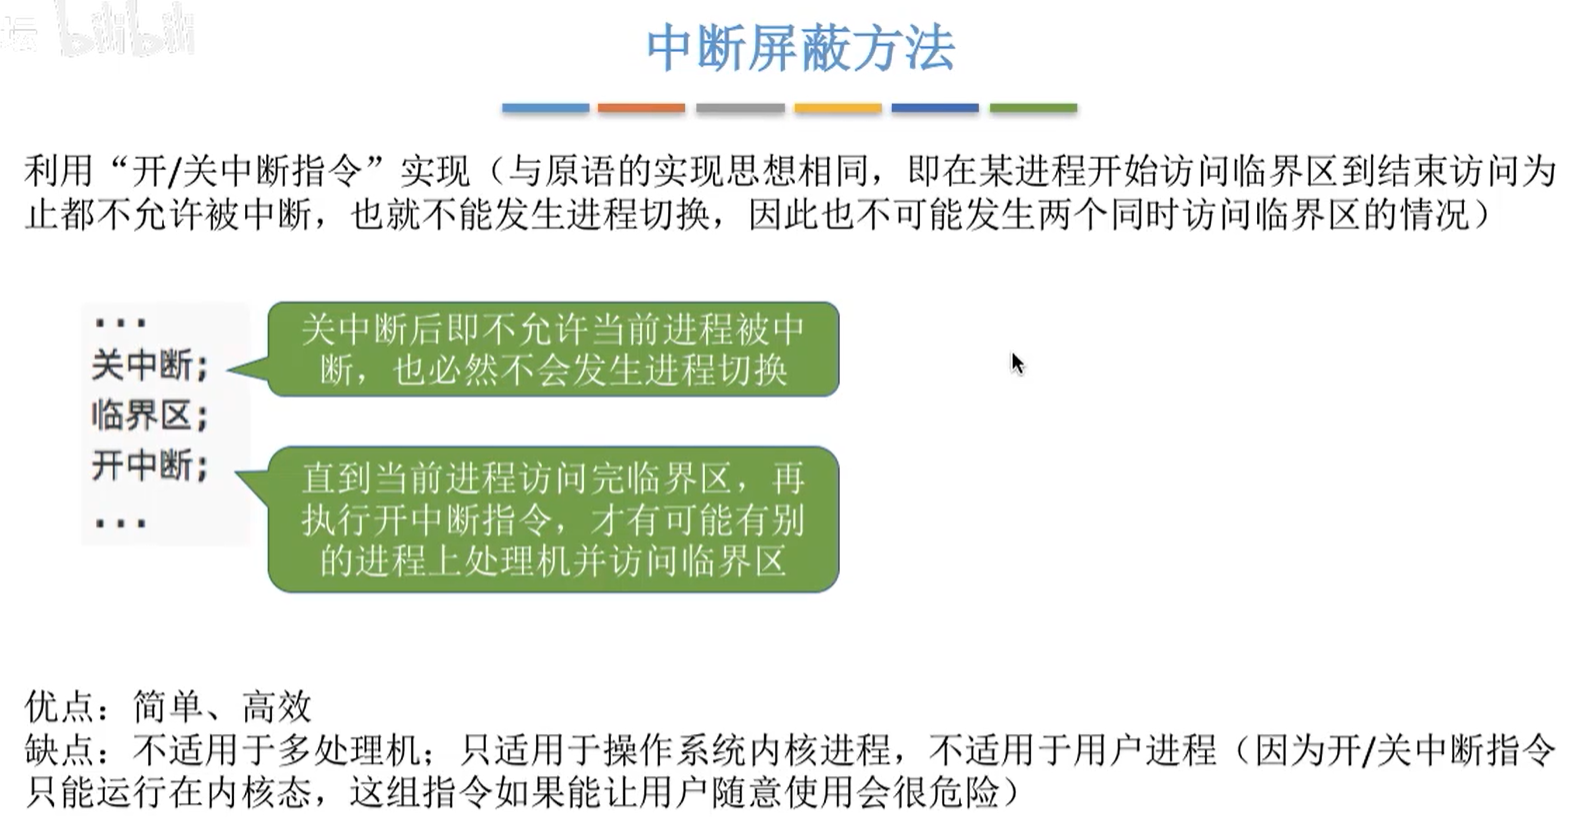 坛 bilibili
中断屏蔽方法
利用“开/关中断指令”实现（与原语的实现思想相同，即在某进程开始访问临界区到结束访问为
止都不允许被中断，也就不能发生进程切换，因此也不可能发生两个同时访问临界区的情况）
...
关中断;
临界区;
开中断;
...
关中断后即不允许当前进程被中
断，也必然不会发生进程切换
直到当前进程访问完临界区，再
执行开中断指令，才有可能有别
的进程上处理机并访问临界区
优点：简单、高效
缺点：不适用于多处理机；只适用于操作系统内核进程，不适用于用户进程（因为开/关中断指令
只能运行在内核态，这组指令如果能让用户随意使用会很危险）